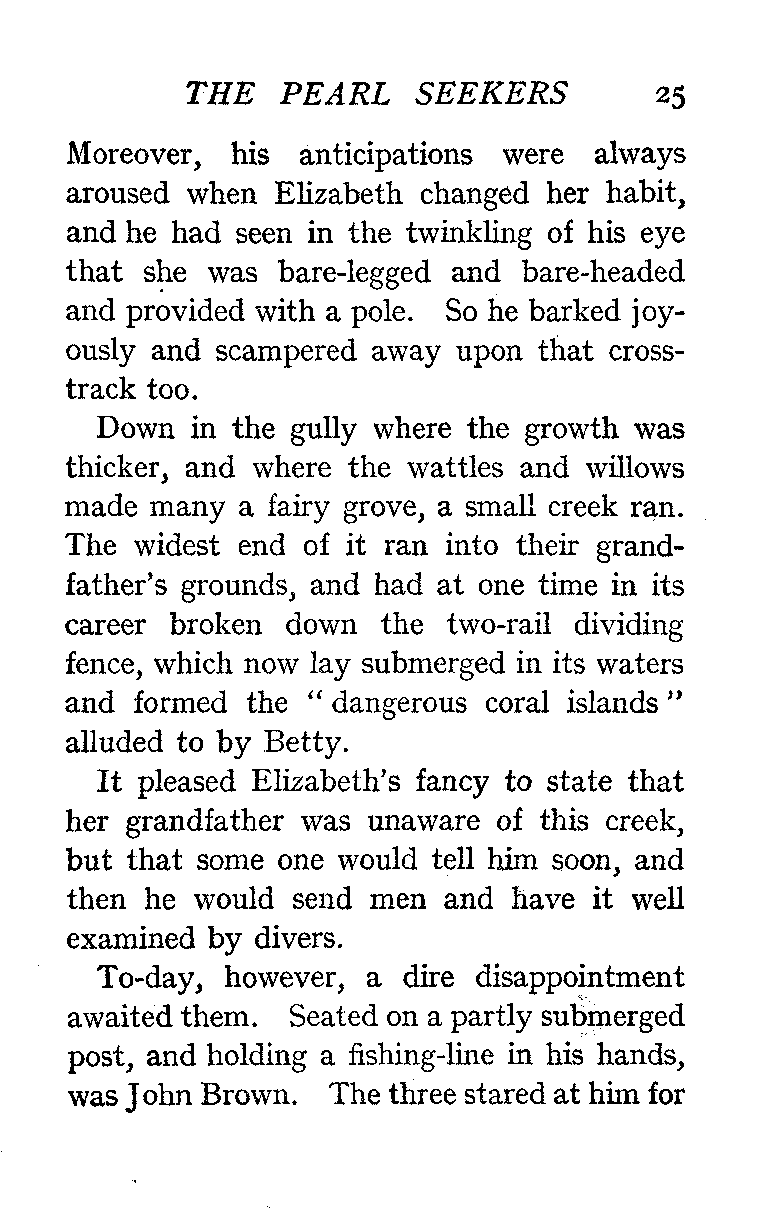 THE PEARL SEEKERS 25
Moreover, his anticipations were always
aroused when Elizabeth changed her habit,
and he had seen in the twinkling of his eye
that she was bare-legged and bare-headed
and provided with a pole. So he barked joy-
ously and scampered away upon that cross-
track too.
Down in the gully where the growth was
thicker, and where the wattles and willows
made many a fairy grove, a small creek ran.
The widest end of it ran into their grand-
father's grounds, and had at one time in its
career broken down the two-rail dividing
fence, which now lay submerged in its waters
and formed the “ dangerous coral islands ”
alluded to by Betty.
It pleased Elizabeth's fancy to state that
her grandfather was unaware of this creek,
but that some one would tell him soon, and
then he would send men and have it well
examined by divers.
To-day, however, a dire disappointment
awaited them. Seated on a partly submerged
post, and holding a fishing-line in his hands,
was John Brown. The three stared at him for